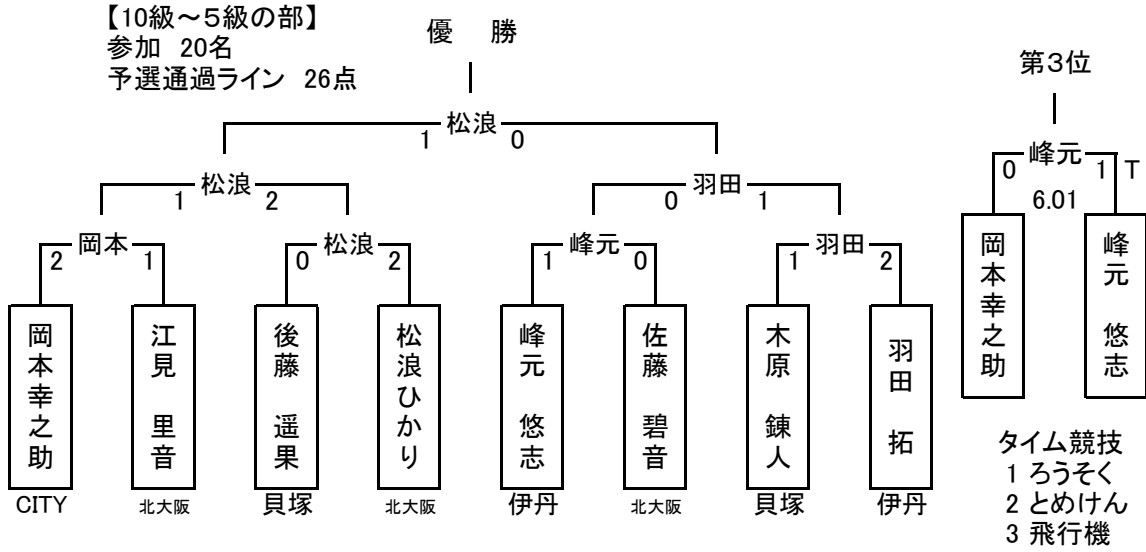 【10級～5級の部】
参加 20名
予選通過ライン 26点
優 勝
第3位
松浪
1 0
峰元
0 1 T
6.01
松浪
1 2
羽田
0 1
岡本
2 1
松浪
0 2
峰元
1 0
羽田
1 2
岡本幸之助
江見 里音
後藤 遥果
松浪ひかり
峰元 悠志
佐藤 碧音
木原 錬人
羽田 拓
岡本幸之助
峰元 悠志
CITY
北大阪
貝塚
北大阪
伊丹
北大阪
貝塚
伊丹
タイム競技
1 ろうそく
2 とめけん
3 飛行機